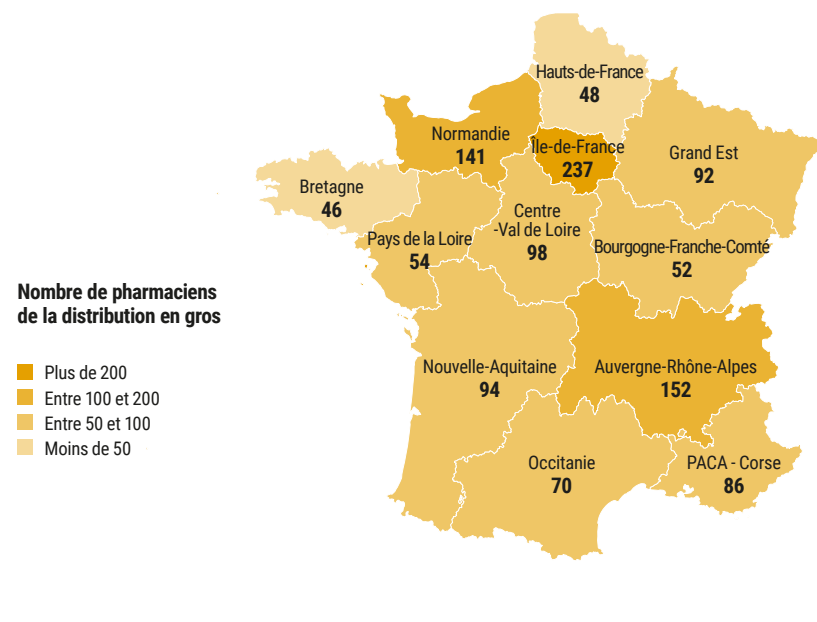 Hauts-de-France
48
Normandie
141
Île-de-France
237
Grand Est
92
Bretagne
46
Centre
-Val de Loire
98
Pays de la Loire
54
Bourgogne-Franche-Comté
52
Nombre de pharmaciens
de la distribution en gros
Plus de 200
Entre 100 et 200
Entre 50 et 100
Moins de 50
Nouvelle-Aquitaine
94
Auvergne-Rhône-Alpes
152
Occitanie
70
PACA - Corse
86